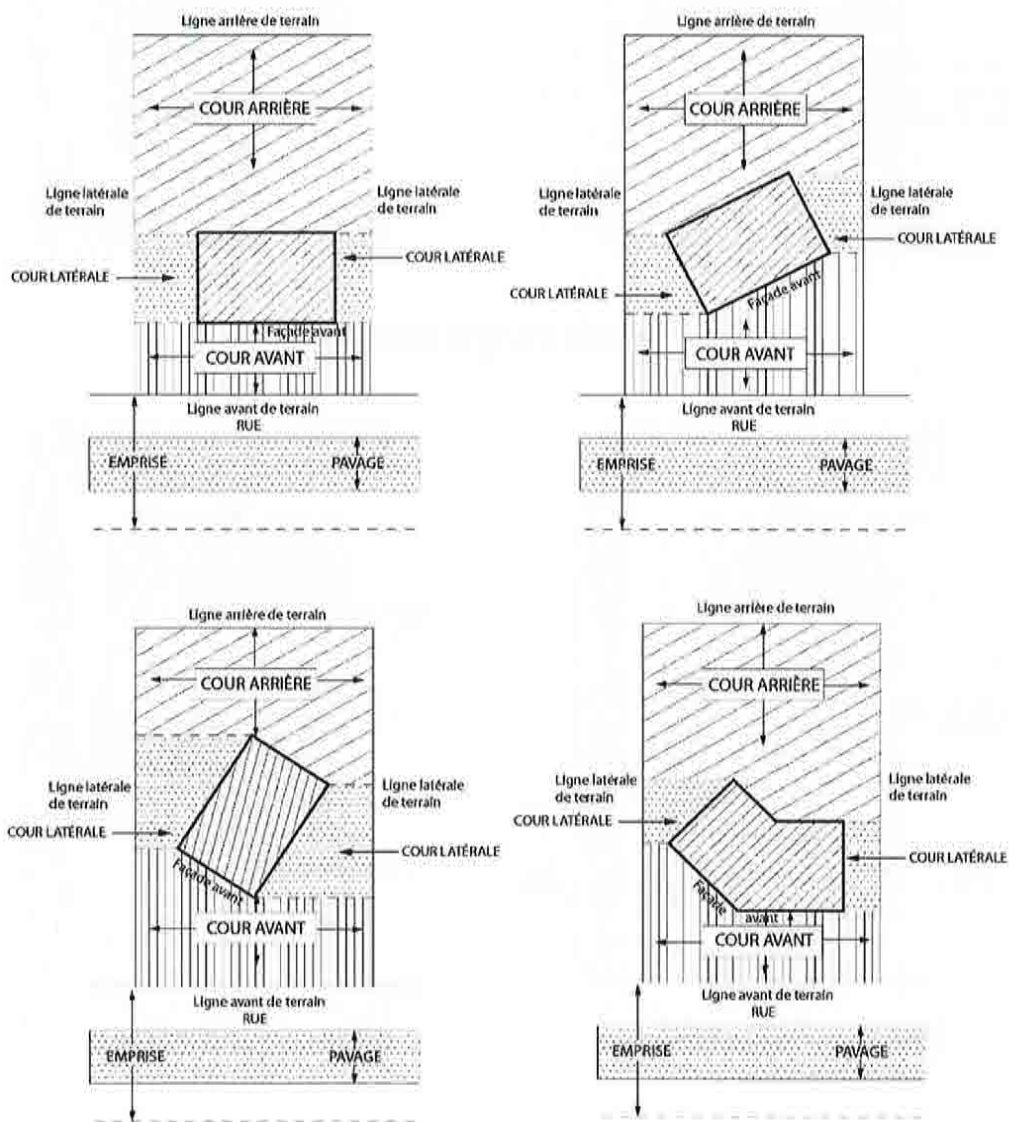 Ligne arrière de terrain
COUR ARRIÈRE
Ligne latérale
de terrain
Ligne latérale
de terrain
COUR LATÉRALE
COUR LATÉRALE
Façade avant
COUR AVANT
Ligne avant de terrain
RUE
EMPRISE
PAVAGE
Ligne arrière de terrain
COUR ARRIÈRE
Ligne latérale
de terrain
Ligne latérale
de terrain
COUR LATÉRALE
COUR LATÉRALE
Façade avant
COUR AVANT
Ligne avant de terrain
RUE
EMPRISE
PAVAGE
Ligne arrière de terrain
COUR ARRIÈRE
Ligne latérale
de terrain
Ligne latérale
de terrain
COUR LATÉRALE
COUR LATÉRALE
Façade avant
COUR AVANT
Ligne avant de terrain
RUE
EMPRISE
PAVAGE
Ligne arrière de terrain
COUR ARRIÈRE
Ligne latérale
de terrain
Ligne latérale
de terrain
COUR LATÉRALE
COUR LATÉRALE
Façade
avant
COUR AVANT
Ligne avant de terrain
RUE
EMPRISE
PAVAGE